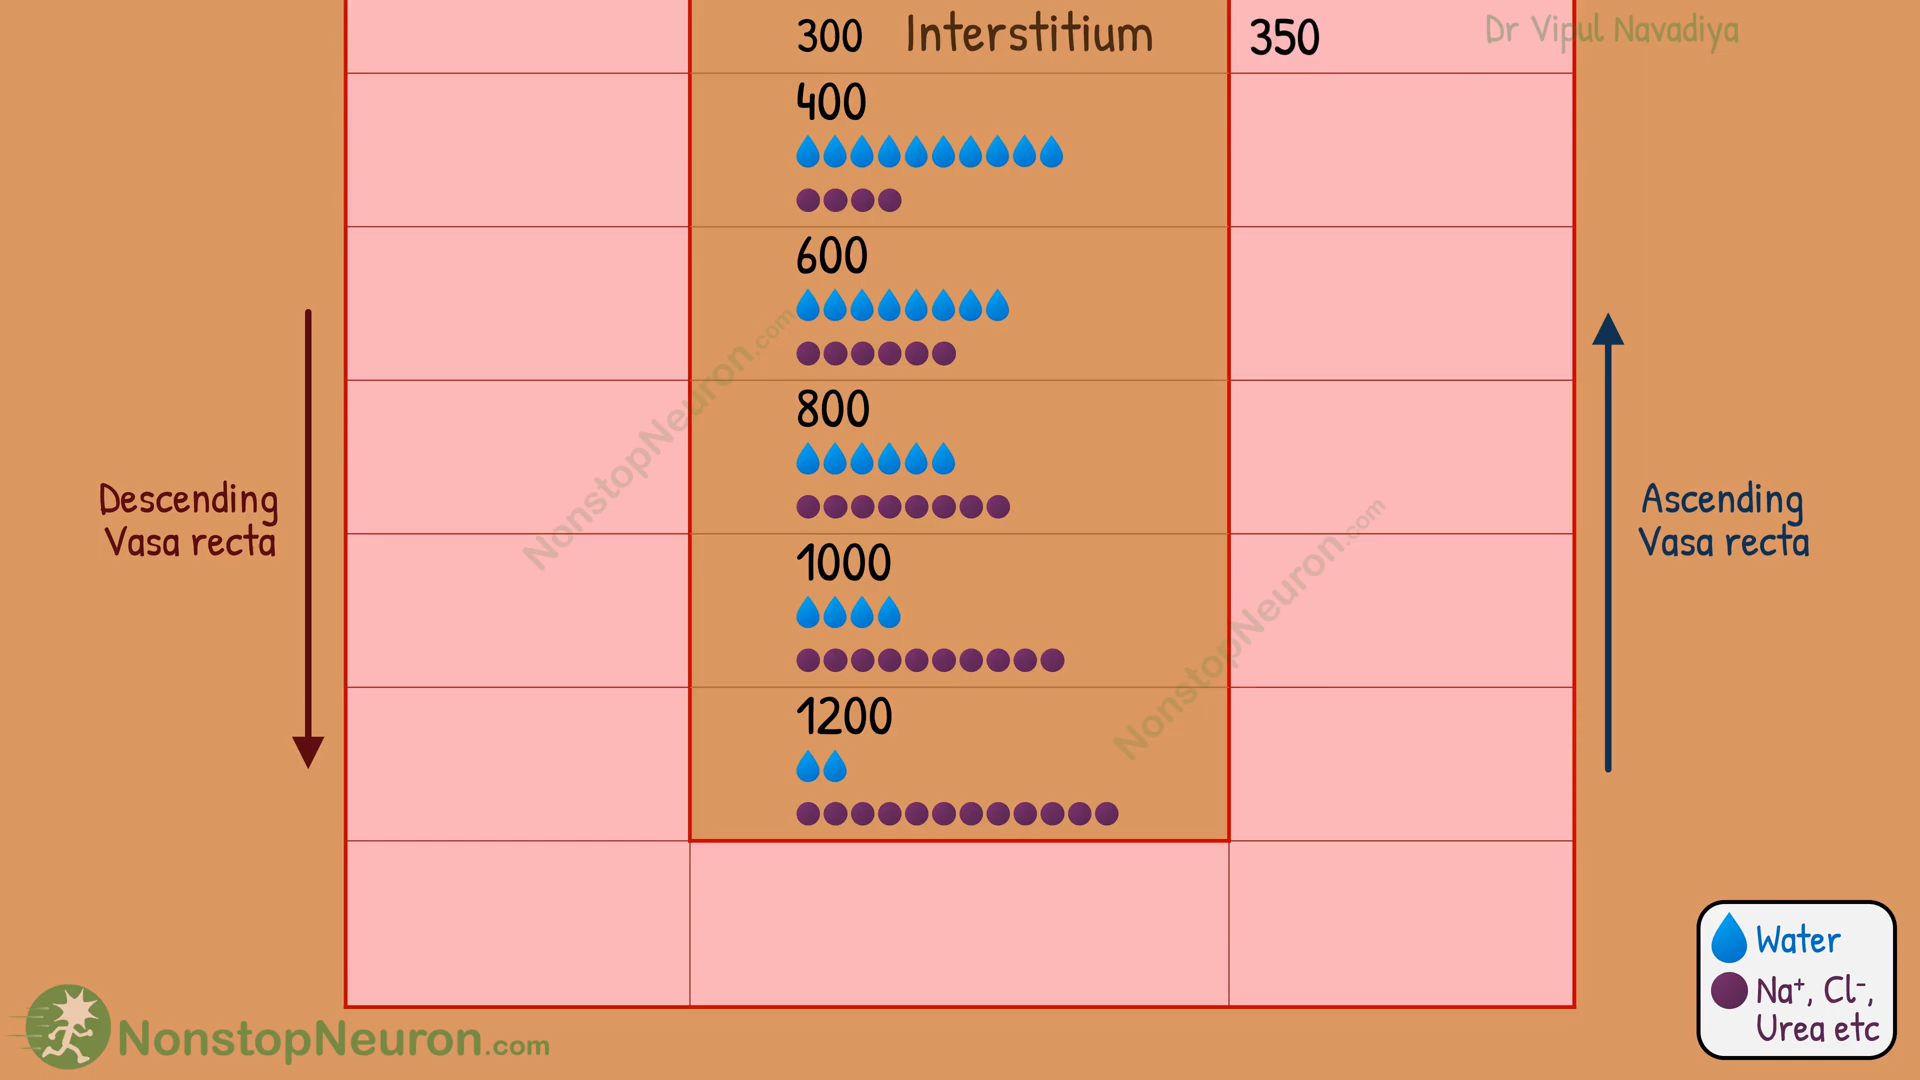 300 Interstitium 350
Dr Vipul Navadiya
400
600
800
1000
1200
Descending
Vasa recta
Ascending
Vasa recta
NonstopNeuron.com
NonstopNeuron.com
Water
Na⁺, Cl⁻,
Urea etc
NonstopNeuron.com